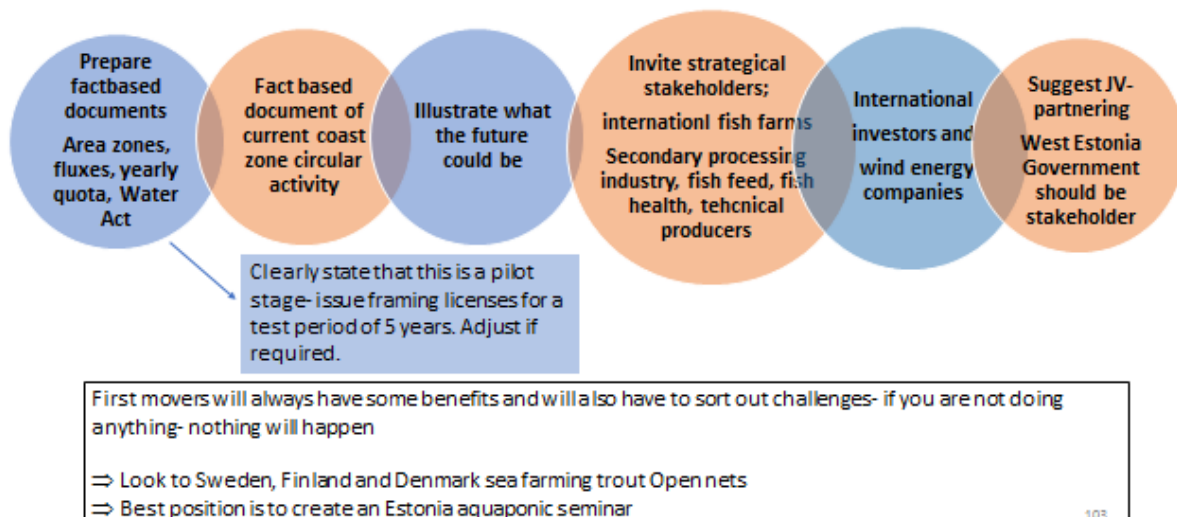 Prepare
factbased
documents
Area zones,
fluxes, yearly
quota, Water
Act
Fact based
document of
current coast
zone circular
activity
Illustrate what
the future
could be
Invite strategical
stakeholders;
internationl fish farms
Secondary processing
industry, fish feed, fish
health, tehcnical
producers
International
investors and
wind energy
companies
Suggest JV-
partnering
West Estonia
Government
should be
stakeholder
Clearly state that this is a pilot
stage- issue framing licenses for a
test period of 5 years. Adjust if
required.
First movers will always have some benefits and will also have to sort out challenges- if you are not doing
anything- nothing will happen
⇒ Look to Sweden, Finland and Denmark sea farming trout Open nets
⇒ Best position is to create an Estonia aquaponic seminar
103